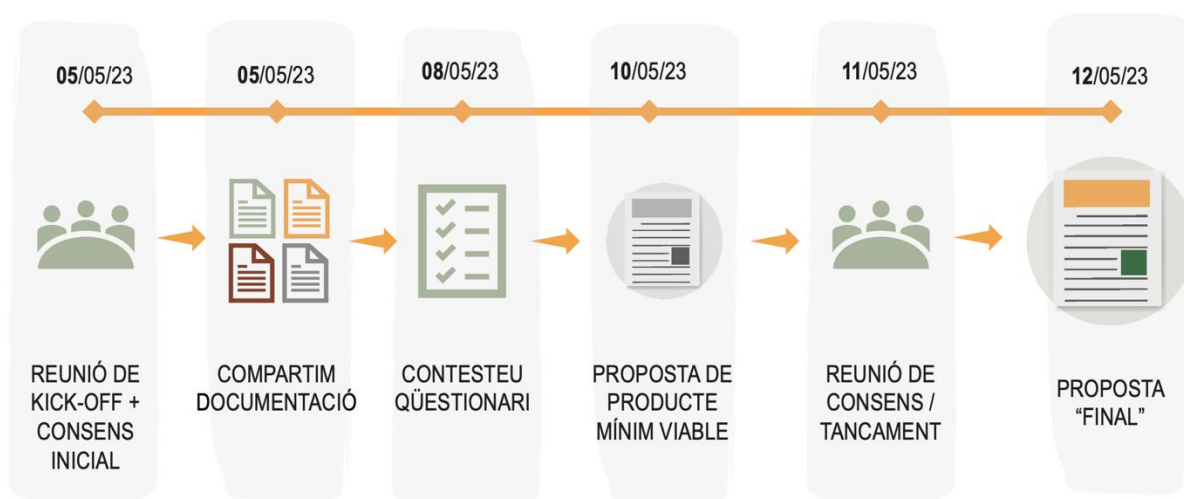 05/05/23
05/05/23
08/05/23
10/05/23
11/05/23
12/05/23
REUNIÓ DE
KICK-OFF +
CONSENS
INICIAL
COMPARTIM
DOCUMENTACIÓ
CONTESTEU
QÜESTIONARI
PROPOSTA DE
PRODUCTE
MÍNIM VIABLE
REUNIÓ DE
CONSENS /
TANCAMENT
PROPOSTA
“FINAL”